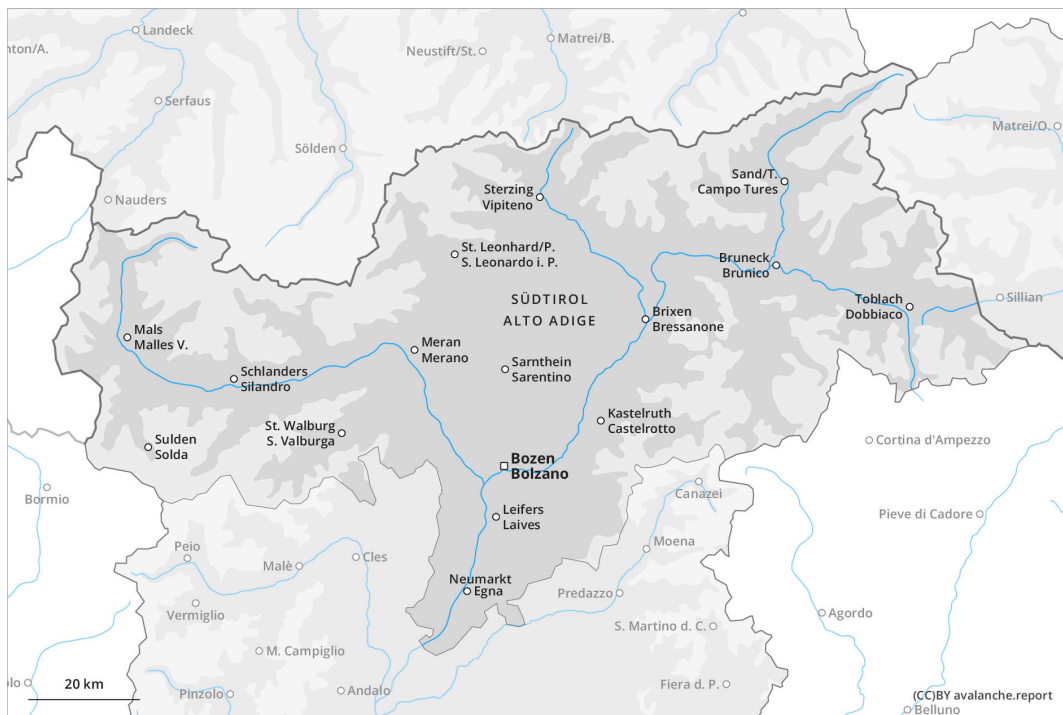 Landeck
nton/A.
Matrei/B.
Neustift/St.
Serfaus
Matrei/O.
Sölden
Sand/T.
Campo Tures
Sterzing
Vipiteno
Nauders
St. Leonhard/P.
S. Leonardo i. P.
Bruneck
Brunico
SÜDTIROL
ALTO ADIGE
Toblach
Dobbiaco
Sillian
Brixen
Bressanone
Mals
Malles V.
Meran
Merano
Sarnthein
Sarentino
Schlanders
Silandro
Kastelruth
Castelrotto
St. Walburg
S. Valburga
Sulden
Solda
Cortina d'Ampezzo
Bozen
Bolzano
Bormio
Canazei
Leifers
Laives
Pieve di Cadore
Moena
Peio
Malè
Cles
Neumarkt
Egna
Predazzo
Vermiglio
Agordo
S. Martino d. C.
M. Campiglio
20 km
olo
Pinzolo
Andalo
Fiera d. P.
(CC)BY avalanche.report
Belluno